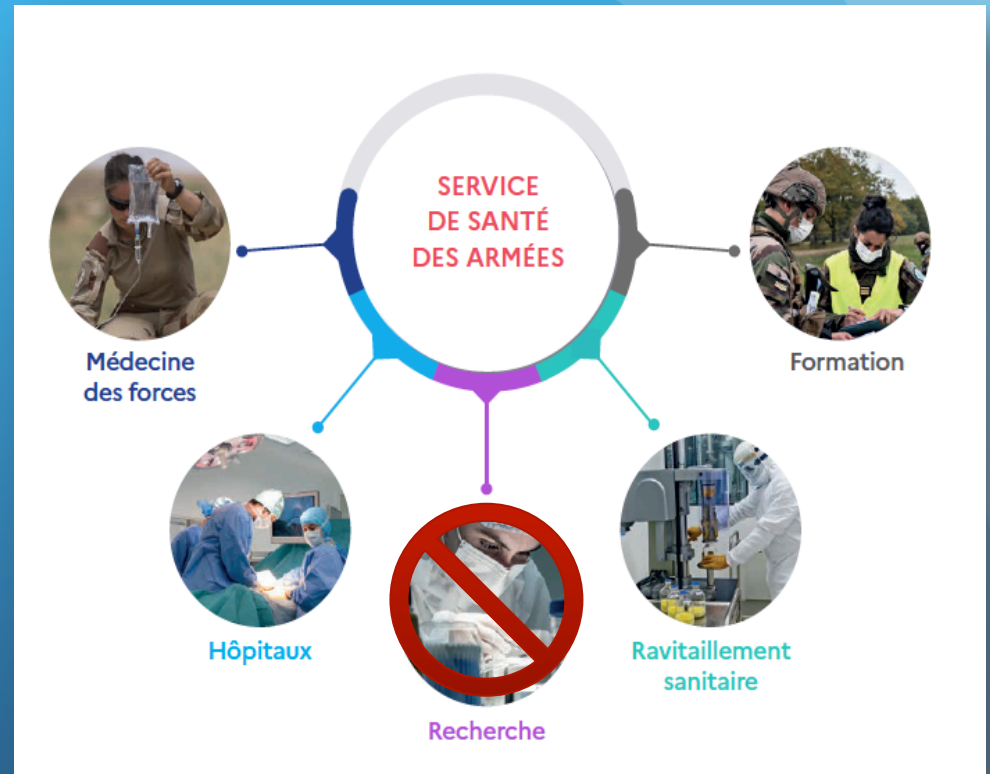 SERVICE
DE SANTÉ
DES ARMÉES
Médecine
des forces
Formation
Hôpitaux
Ravitaillement
sanitaire
Recherche